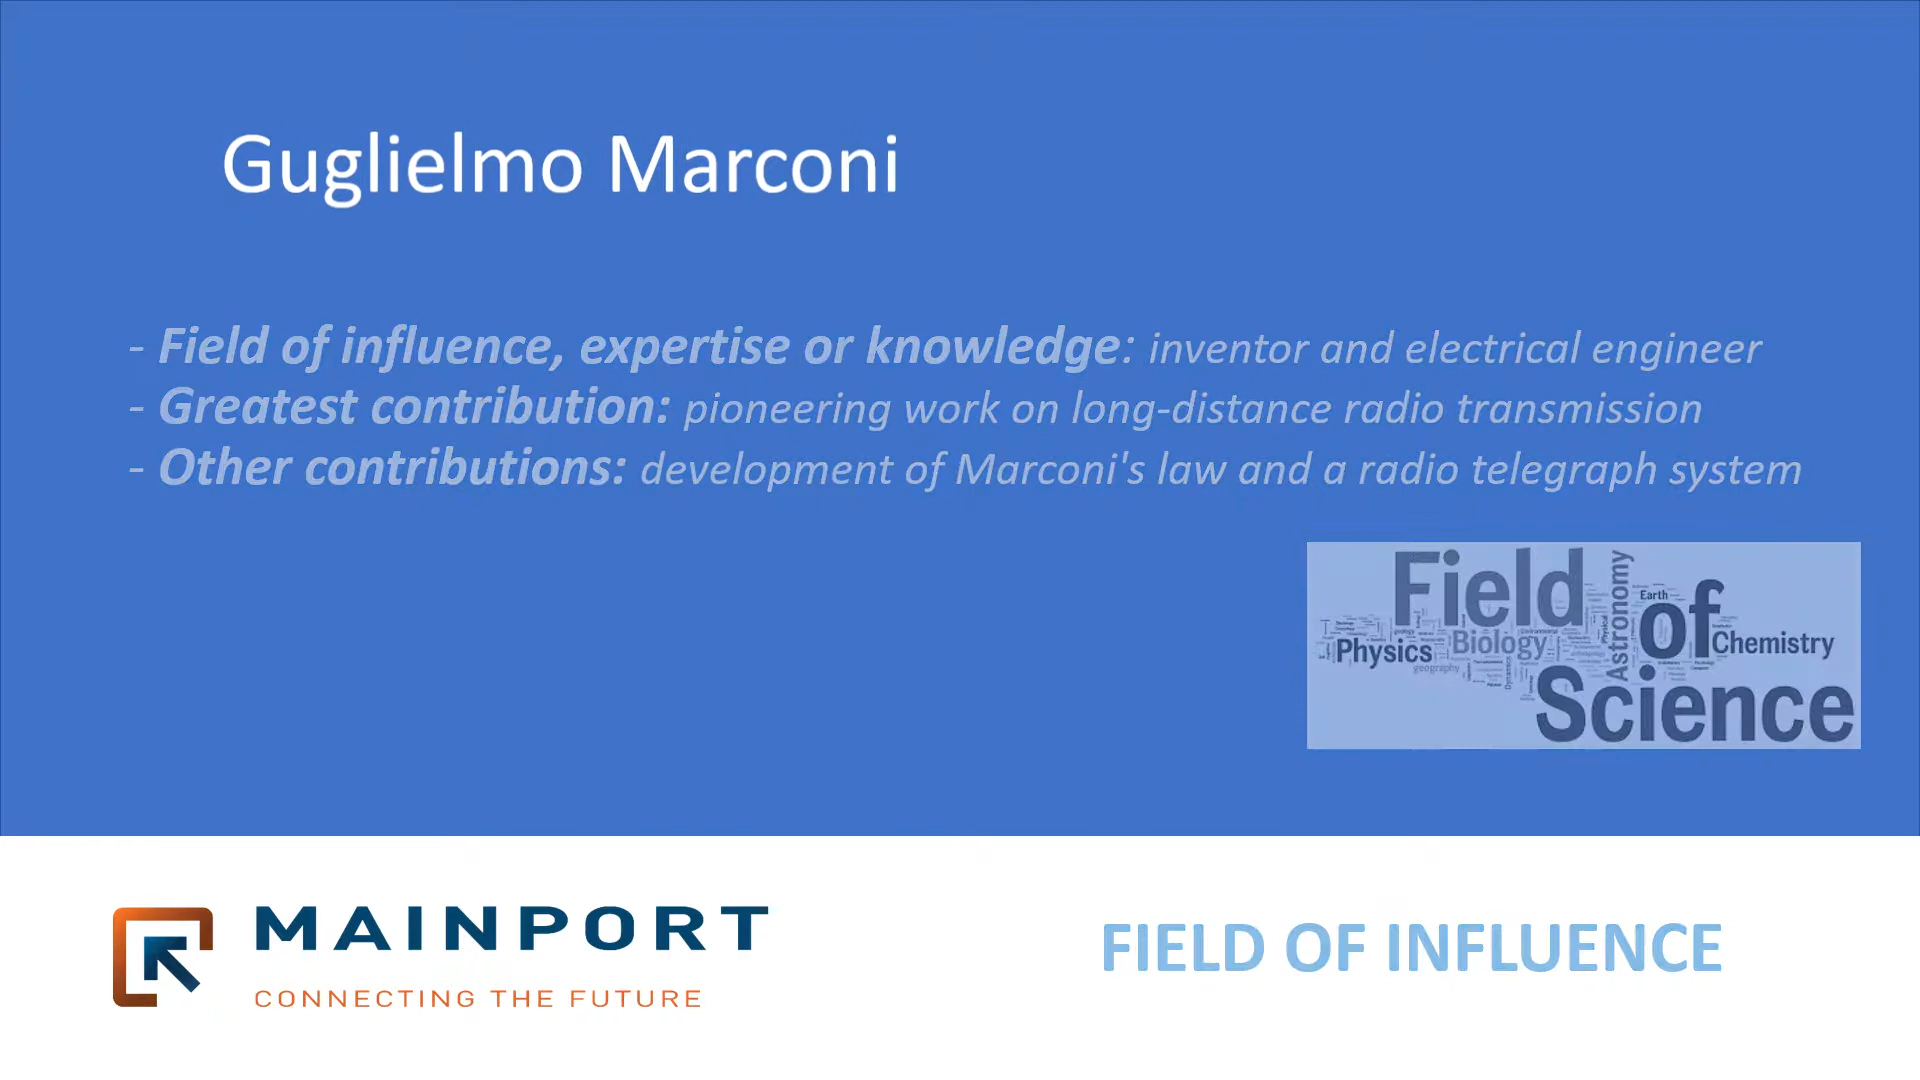 Guglielmo Marconi
- Field of influence, expertise or knowledge: inventor and electrical engineer
- Greatest contribution: pioneering work on long-distance radio transmission
- Other contributions: development of Marconi's law and a radio telegraph system
Field
of
Science
Physics
Biology
Astronomy
Earth
Chemistry
geography
MAINPORT
CONNECTING THE FUTURE
FIELD OF INFLUENCE